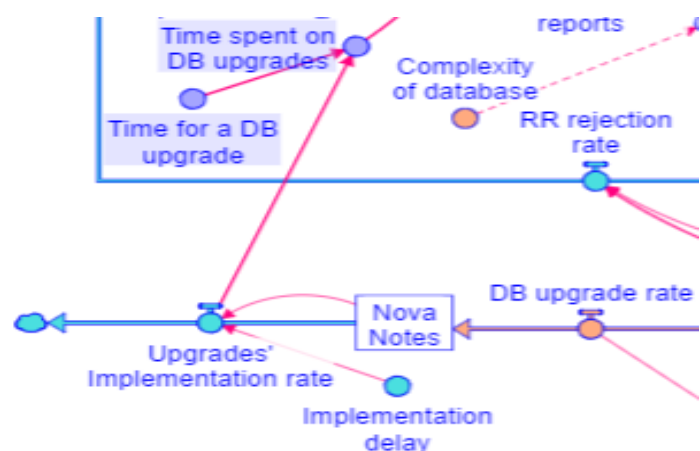 Time spent on
DB upgrades
reports
Complexity
of database
Time for a DB
upgrade
RR rejection
rate
DB upgrade rate
Nova
Notes
Upgrades'
Implementation rate
Implementation
delay